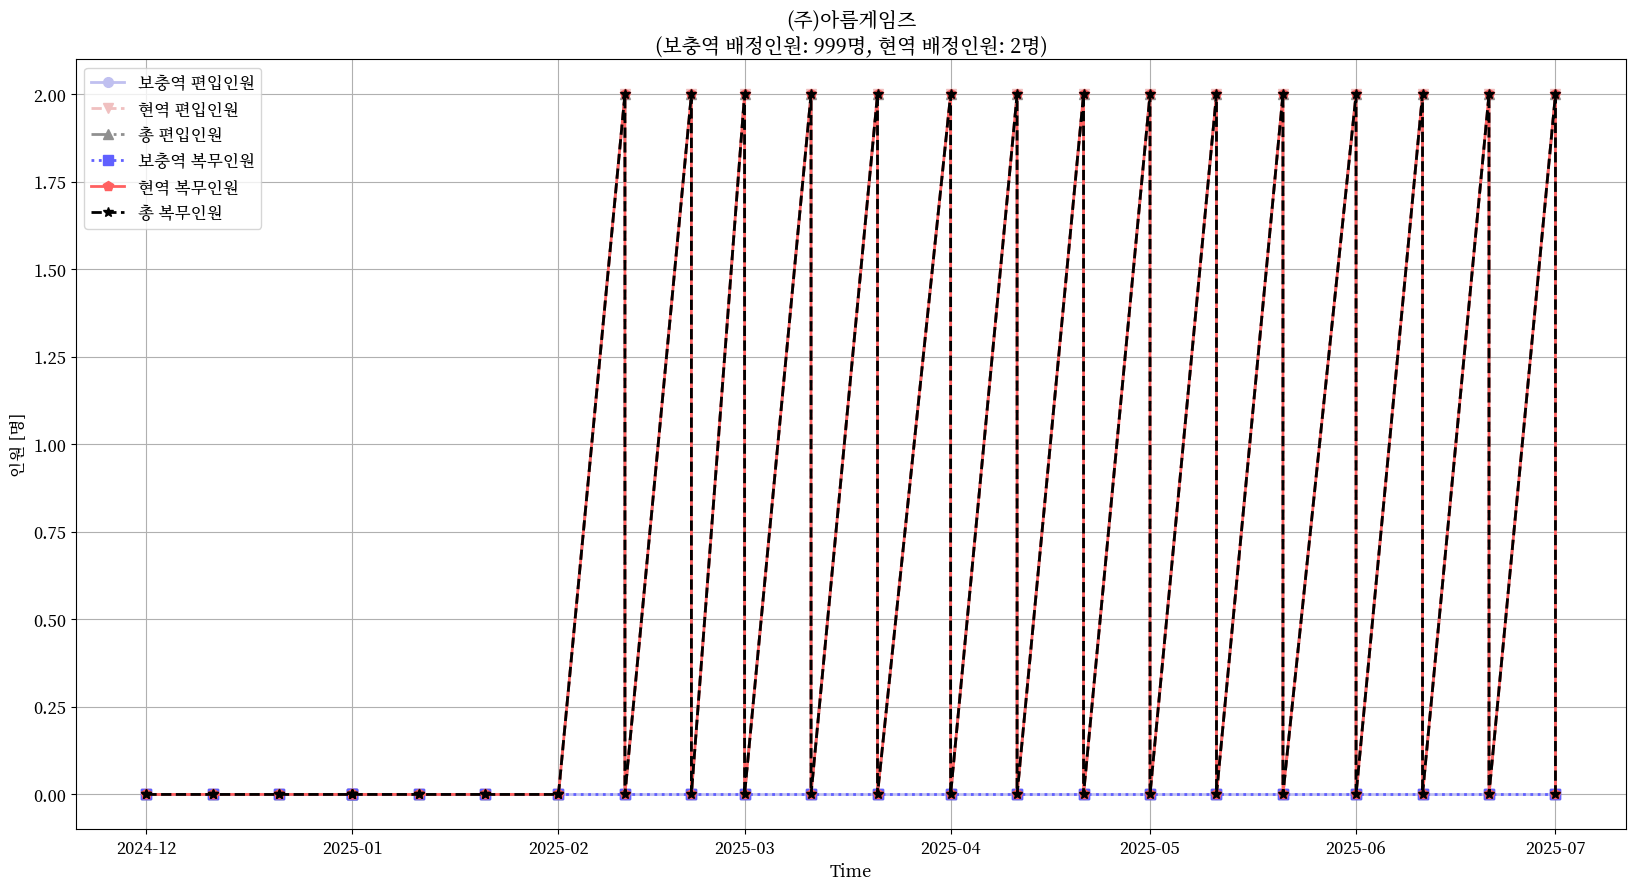 (주)아름게임즈
(보충역 배정인원: 999명, 현역 배정인원: 2명)
보충역 편입인원
현역 편입인원
총 편입인원
보충역 복무인원
현역 복무인원
총 복무인원
2.00
1.75
1.50
1.25
1.00
0.75
0.50
0.25
0.00
인원 [명]
2024-12
2025-01
2025-02
2025-03
2025-04
2025-05
2025-06
2025-07
Time